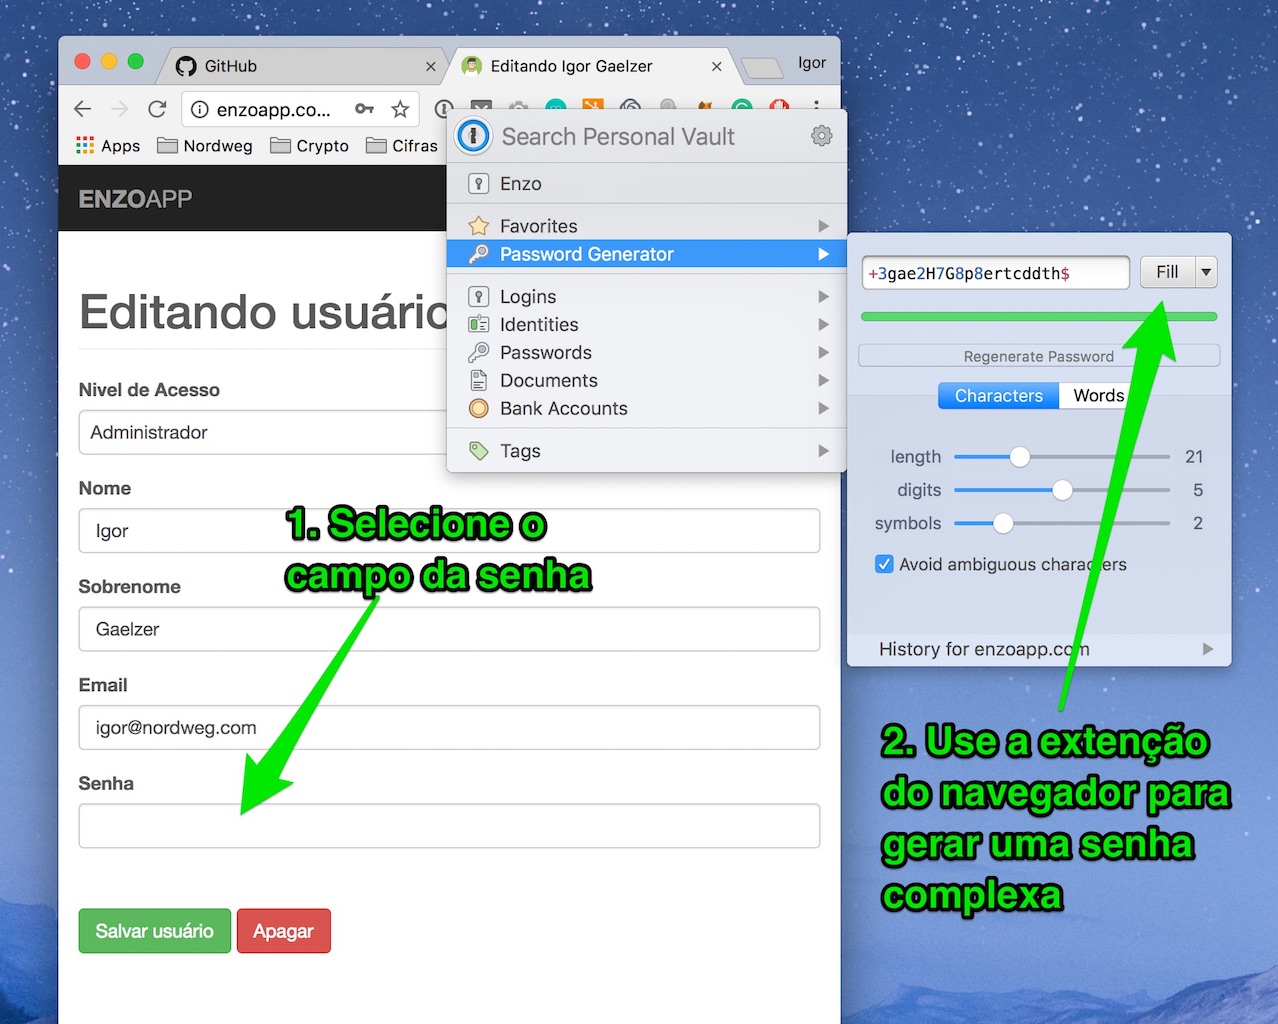 GitHub
Editando Igor Gaelzer
Igor
enzoapp.co...
Apps
Nordweg
Crypto
Cifras
Search Personal Vault
Enzo
Favorites
Password Generator
Logins
Identities
Passwords
Documents
Bank Accounts
Tags
+3gae2H7G8p8ertcddth$
Fill
Regenerate Password
Characters
Words
length 21
digits 5
symbols 2
Avoid ambiguous characters
History for enzoapp.com
ENZOAPP
Editando usuário
Nivel de Acesso
Administrador
Nome
Igor
Sobrenome
Gaelzer
Email
igor@nordweg.com
Senha
Salvar usuário
Apagar
1. Selecione o
campo da senha
2. Use a extenção
do navegador para
gerar uma senha
complexa